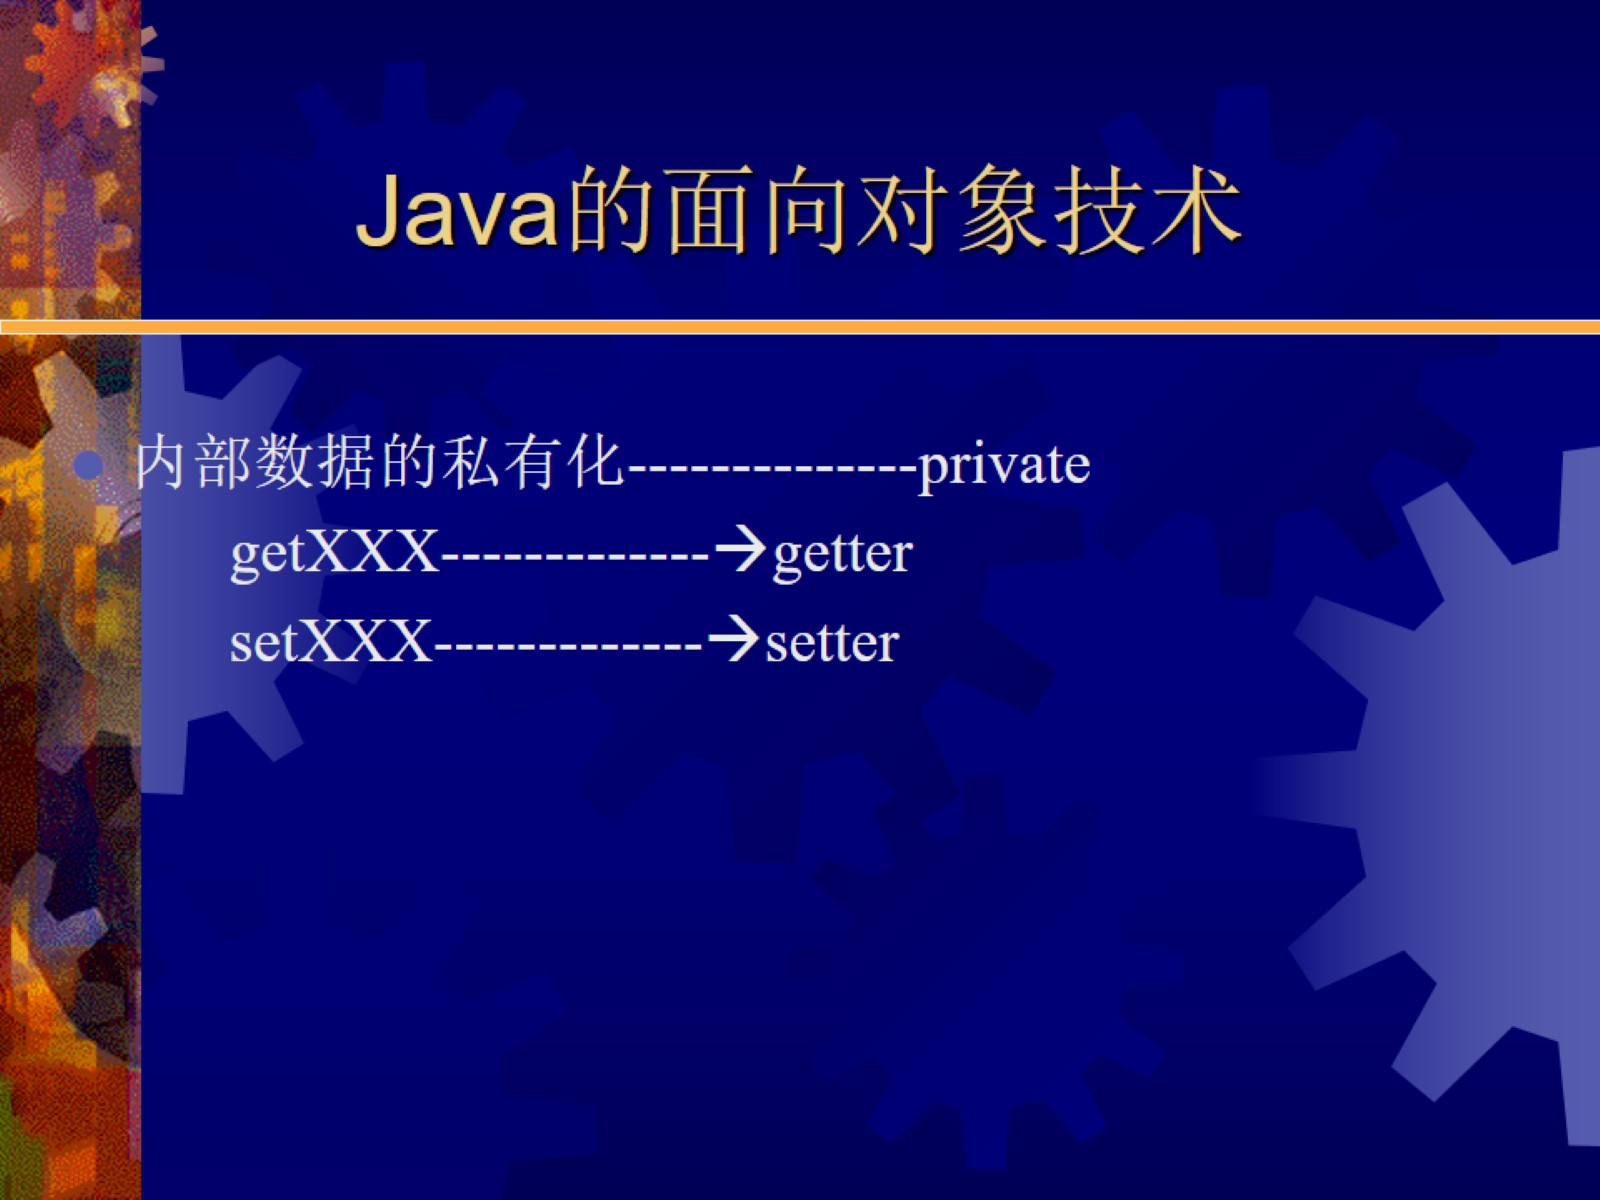 Java的面向对象技术
内部数据的私有化--------------private
getXXX-------------→getter
setXXX-------------→setter